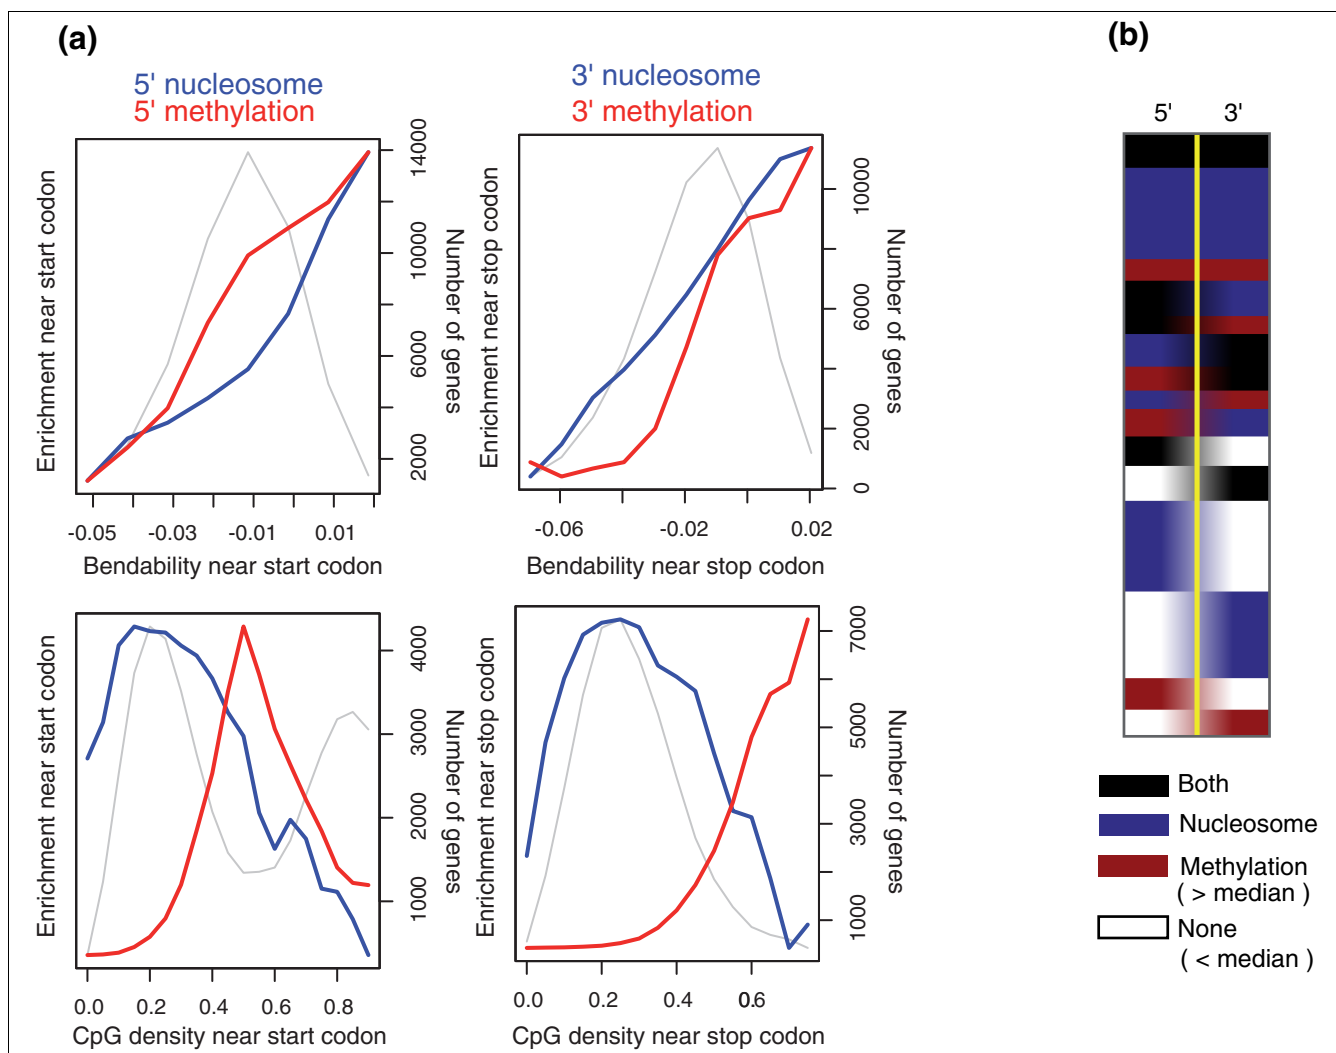 (a)
5' nucleosome
5' methylation
Enrichment near start codon
2000
6000
10000
14000
Number of genes
-0.05
-0.03
-0.01
0.01
Bendability near start codon
3' nucleosome
3' methylation
Enrichment near stop codon
0
2000
6000
10000
Number of genes
-0.06
-0.02
0.02
Bendability near stop codon
Enrichment near start codon
1000
2000
3000
4000
Number of genes
0.0
0.2
0.4
0.6
0.8
CpG density near start codon
Enrichment near stop codon
1000
3000
5000
7000
Number of genes
0.0
0.2
0.4
0.6
CpG density near stop codon
(b)
5' 3'
Both
Nucleosome
Methylation
( > median )
None
( < median )